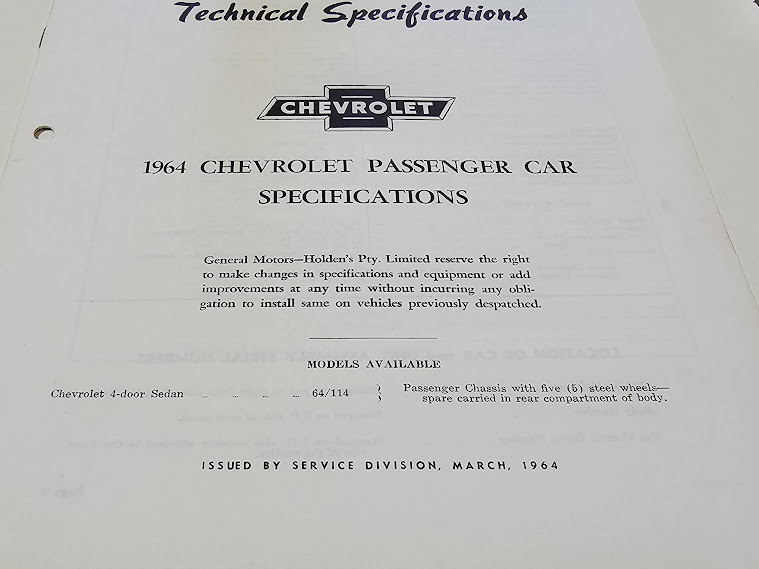 Technical Specifications
CHEVROLET
1964 CHEVROLET PASSENGER CAR
SPECIFICATIONS
General Motors—Holden's Pty. Limited reserve the right
to make changes in specifications and equipment or add
improvements at any time without incurring any obli-
gation to install same on vehicles previously despatched.
MODELS AVAILABLE
Chevrolet 4-door Sedan ... ... ... ... 64/114 } Passenger Chassis with five (5) steel wheels—
spare carried in rear compartment of body.
ISSUED BY SERVICE DIVISION, MARCH, 1964